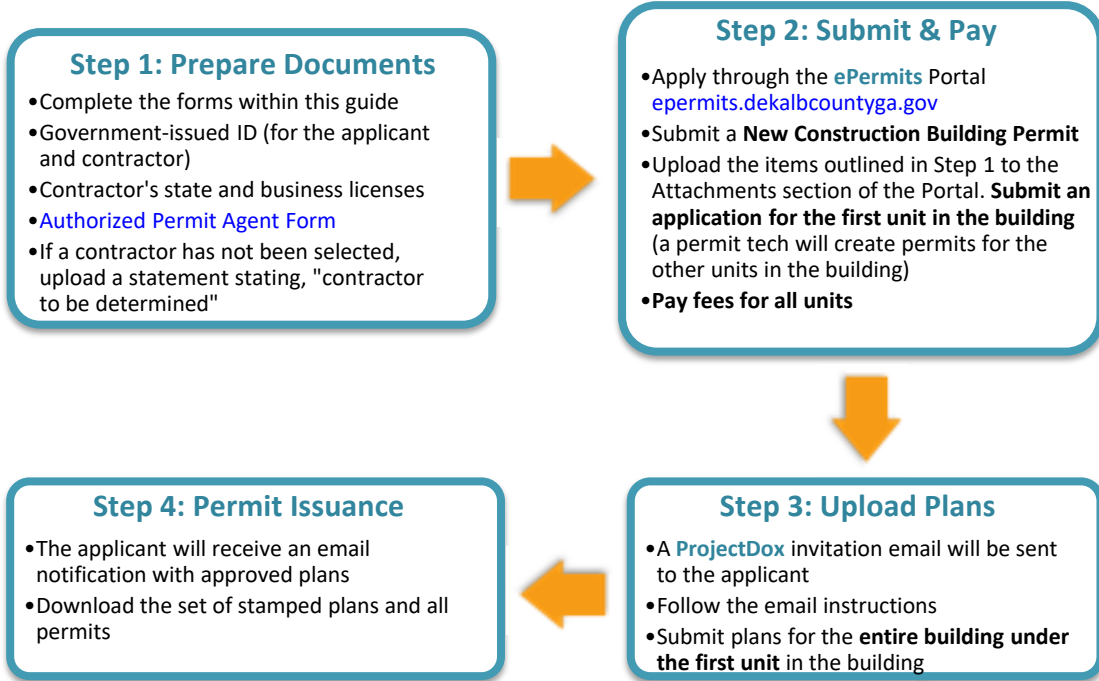 Step 1: Prepare Documents
•Complete the forms within this guide
•Government-issued ID (for the applicant
and contractor)
•Contractor's state and business licenses
•Authorized Permit Agent Form
•If a contractor has not been selected,
upload a statement stating, "contractor
to be determined"
Step 2: Submit & Pay
•Apply through the ePermits Portal
epermits.dekalbcountyga.gov
•Submit a New Construction Building Permit
•Upload the items outlined in Step 1 to the
Attachments section of the Portal. Submit an
application for the first unit in the building
(a permit tech will create permits for the
other units in the building)
•Pay fees for all units
Step 3: Upload Plans
•A ProjectDox invitation email will be sent
to the applicant
•Follow the email instructions
•Submit plans for the entire building under
the first unit in the building
Step 4: Permit Issuance
•The applicant will receive an email
notification with approved plans
•Download the set of stamped plans and all
permits